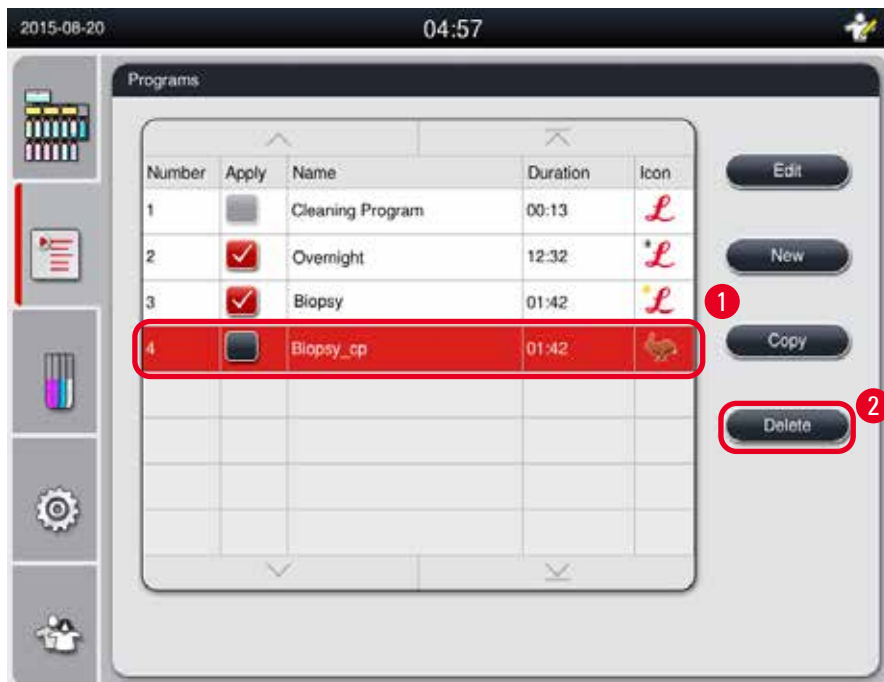 2015-08-20 04:57
Programs
Number Apply Name Duration Icon
1 Cleaning Program 00:13 L
2 Overnight 12:32 L
3 Biopsy 01:42 L
4 Biopsy_cp 01:42
Edit
New
1
Copy
2
Delete